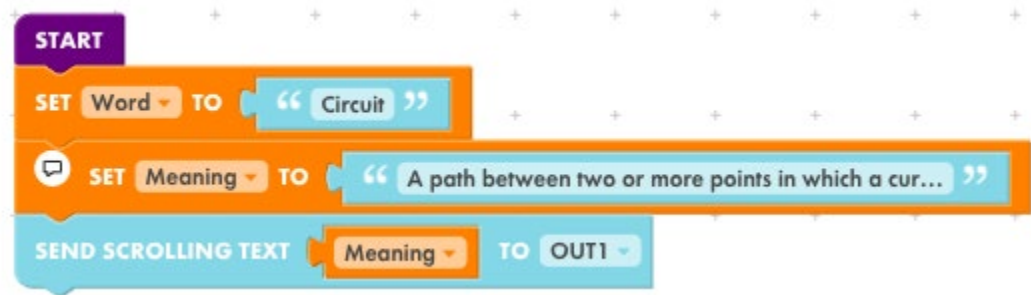 START
SET Word TO “ Circuit ”
SET Meaning TO “ A path between two or more points in which a cur... ”
SEND SCROLLING TEXT Meaning TO OUT1